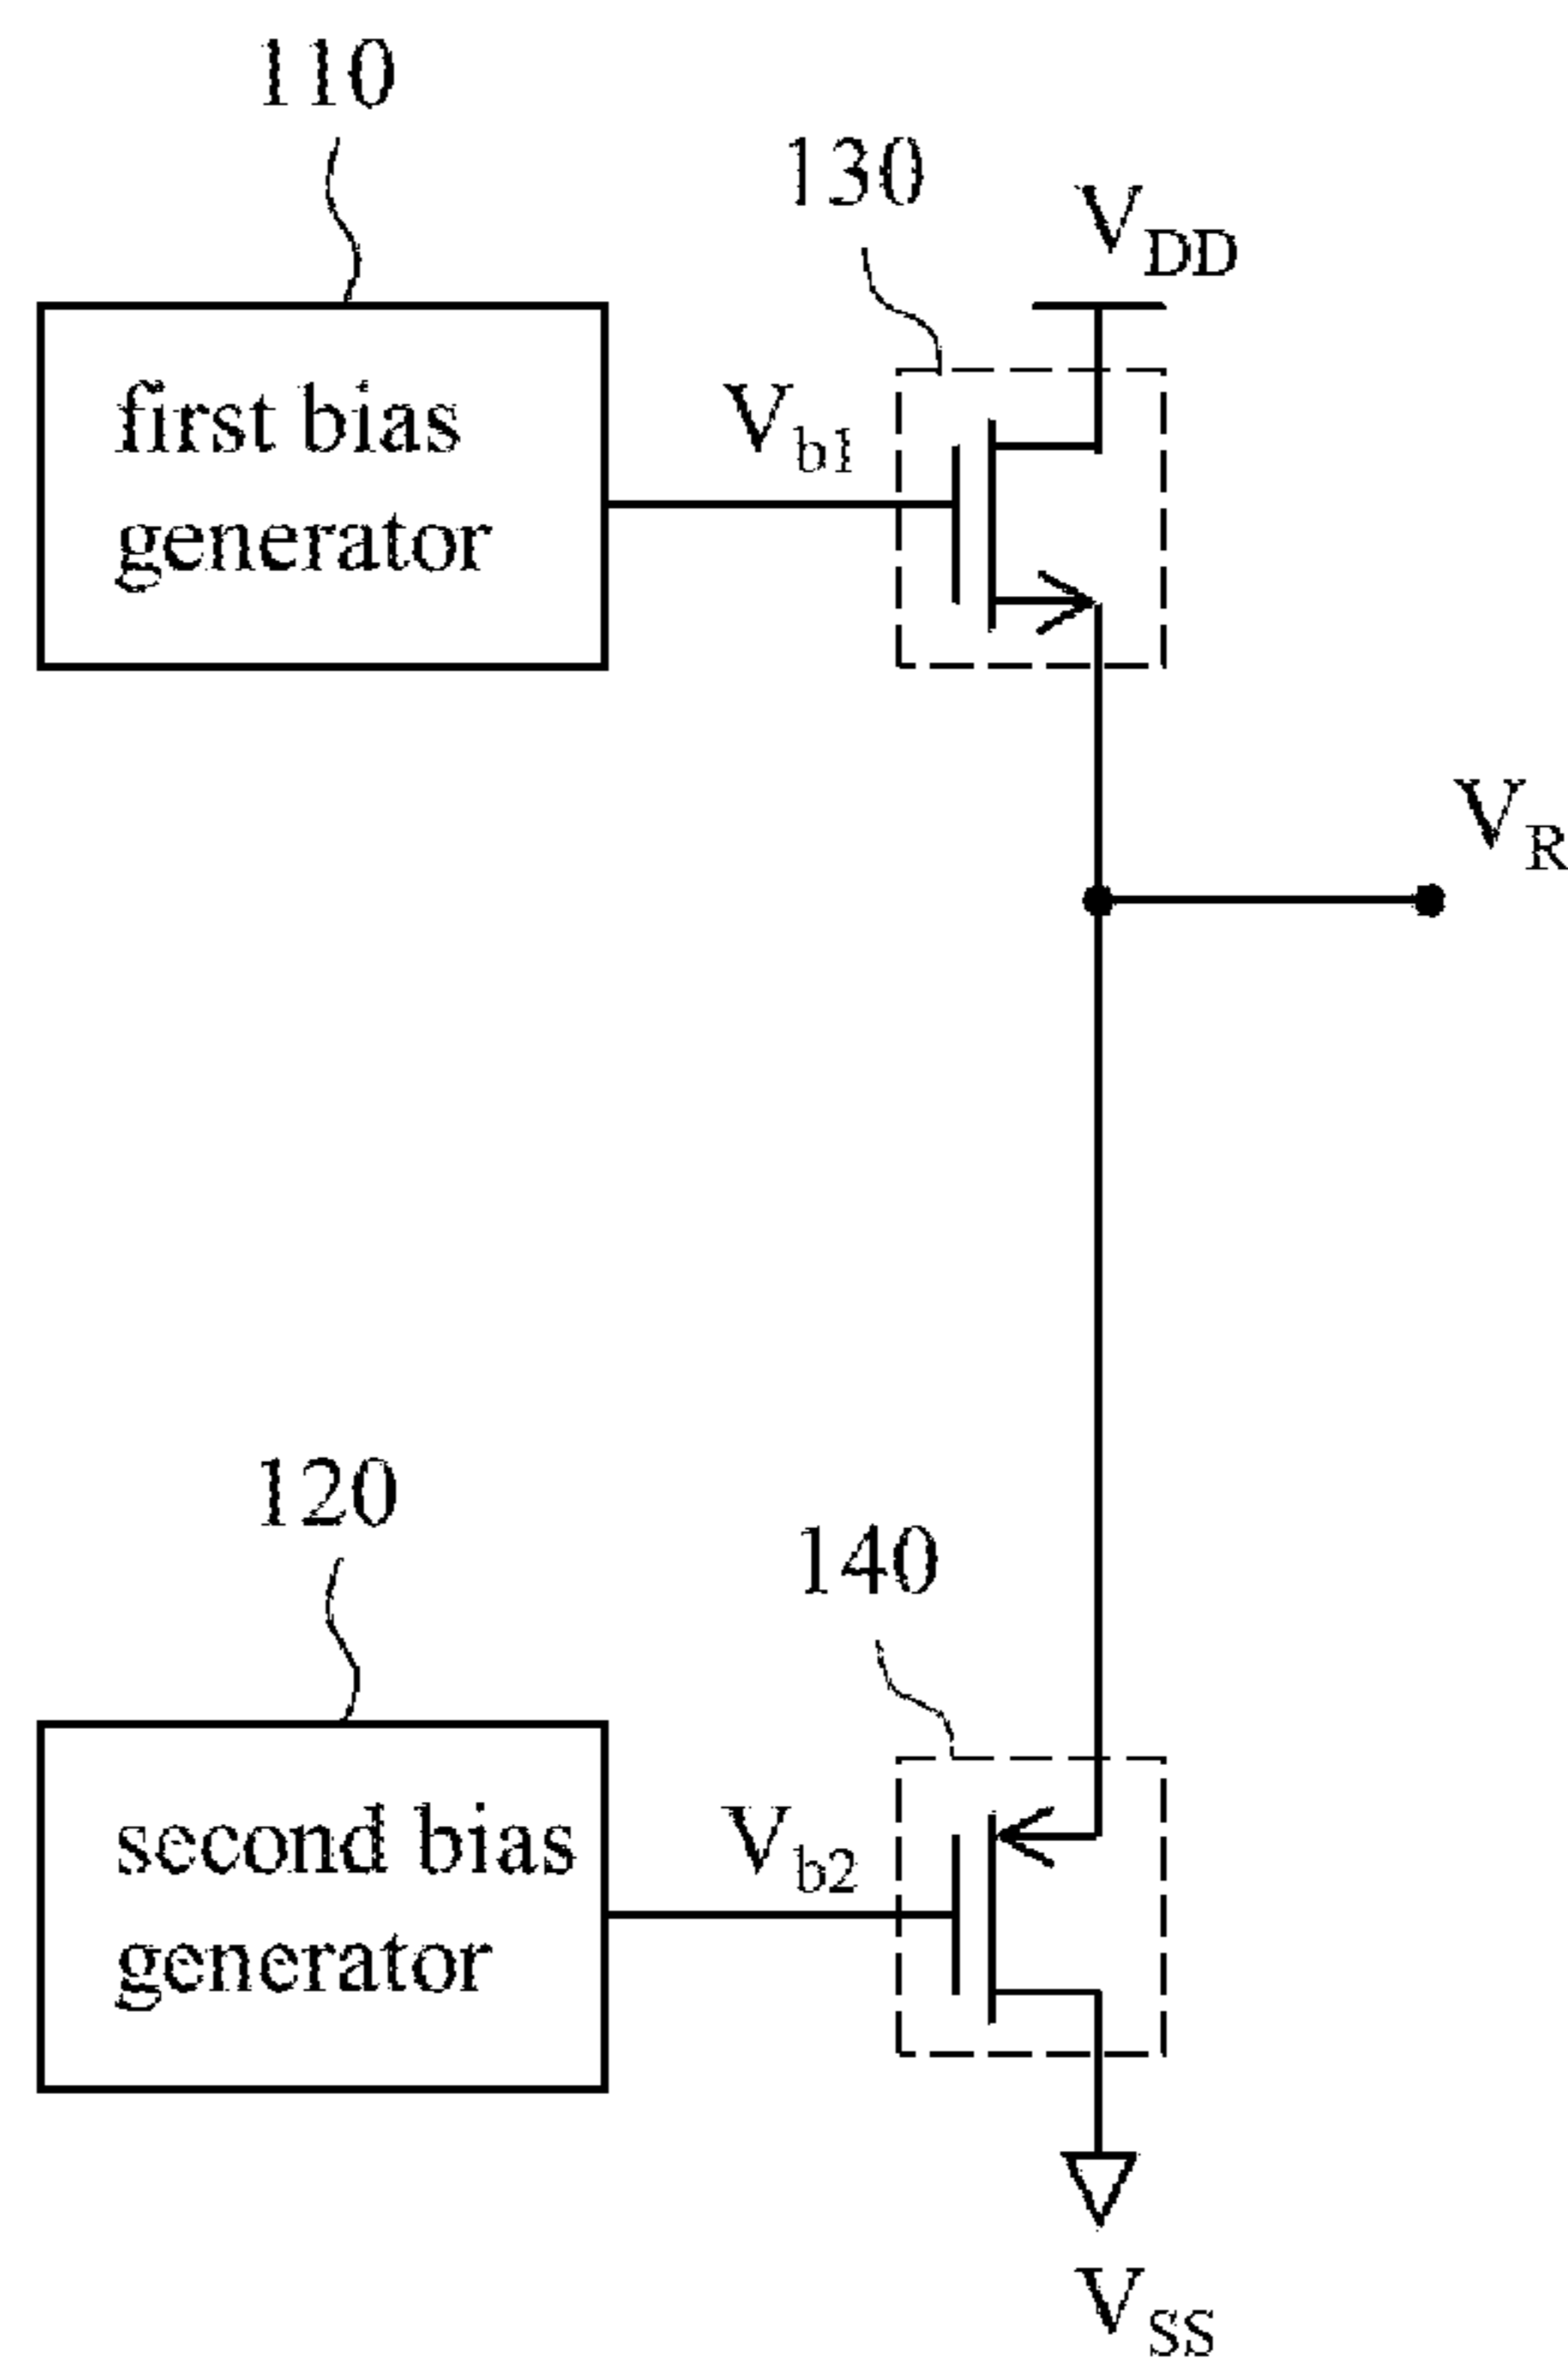 110
130
V_DD
first bias
generator
V_b1
V_R
120
140
second bias
generator
V_b2
V_SS